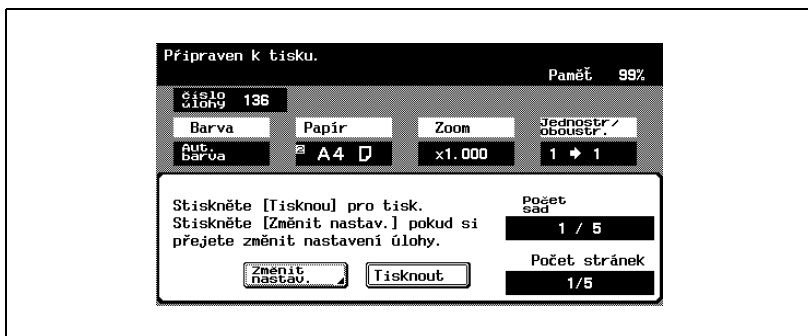 Připraven k tisku.
Paměť 99%
číslo
úlohy 136
Barva Papír Zoom Jednostr/
oboustr.
Aut.
barva
2 A4 x1.000 1 ➔ 1
Stiskněte [Tisknou] pro tisk.
Stiskněte [Změnit nastav.] pokud si
přejete změnit nastavení úlohy.
Počet
sad
1 / 5
Počet stránek
1/5
Změnit
nastav.
Tisknout